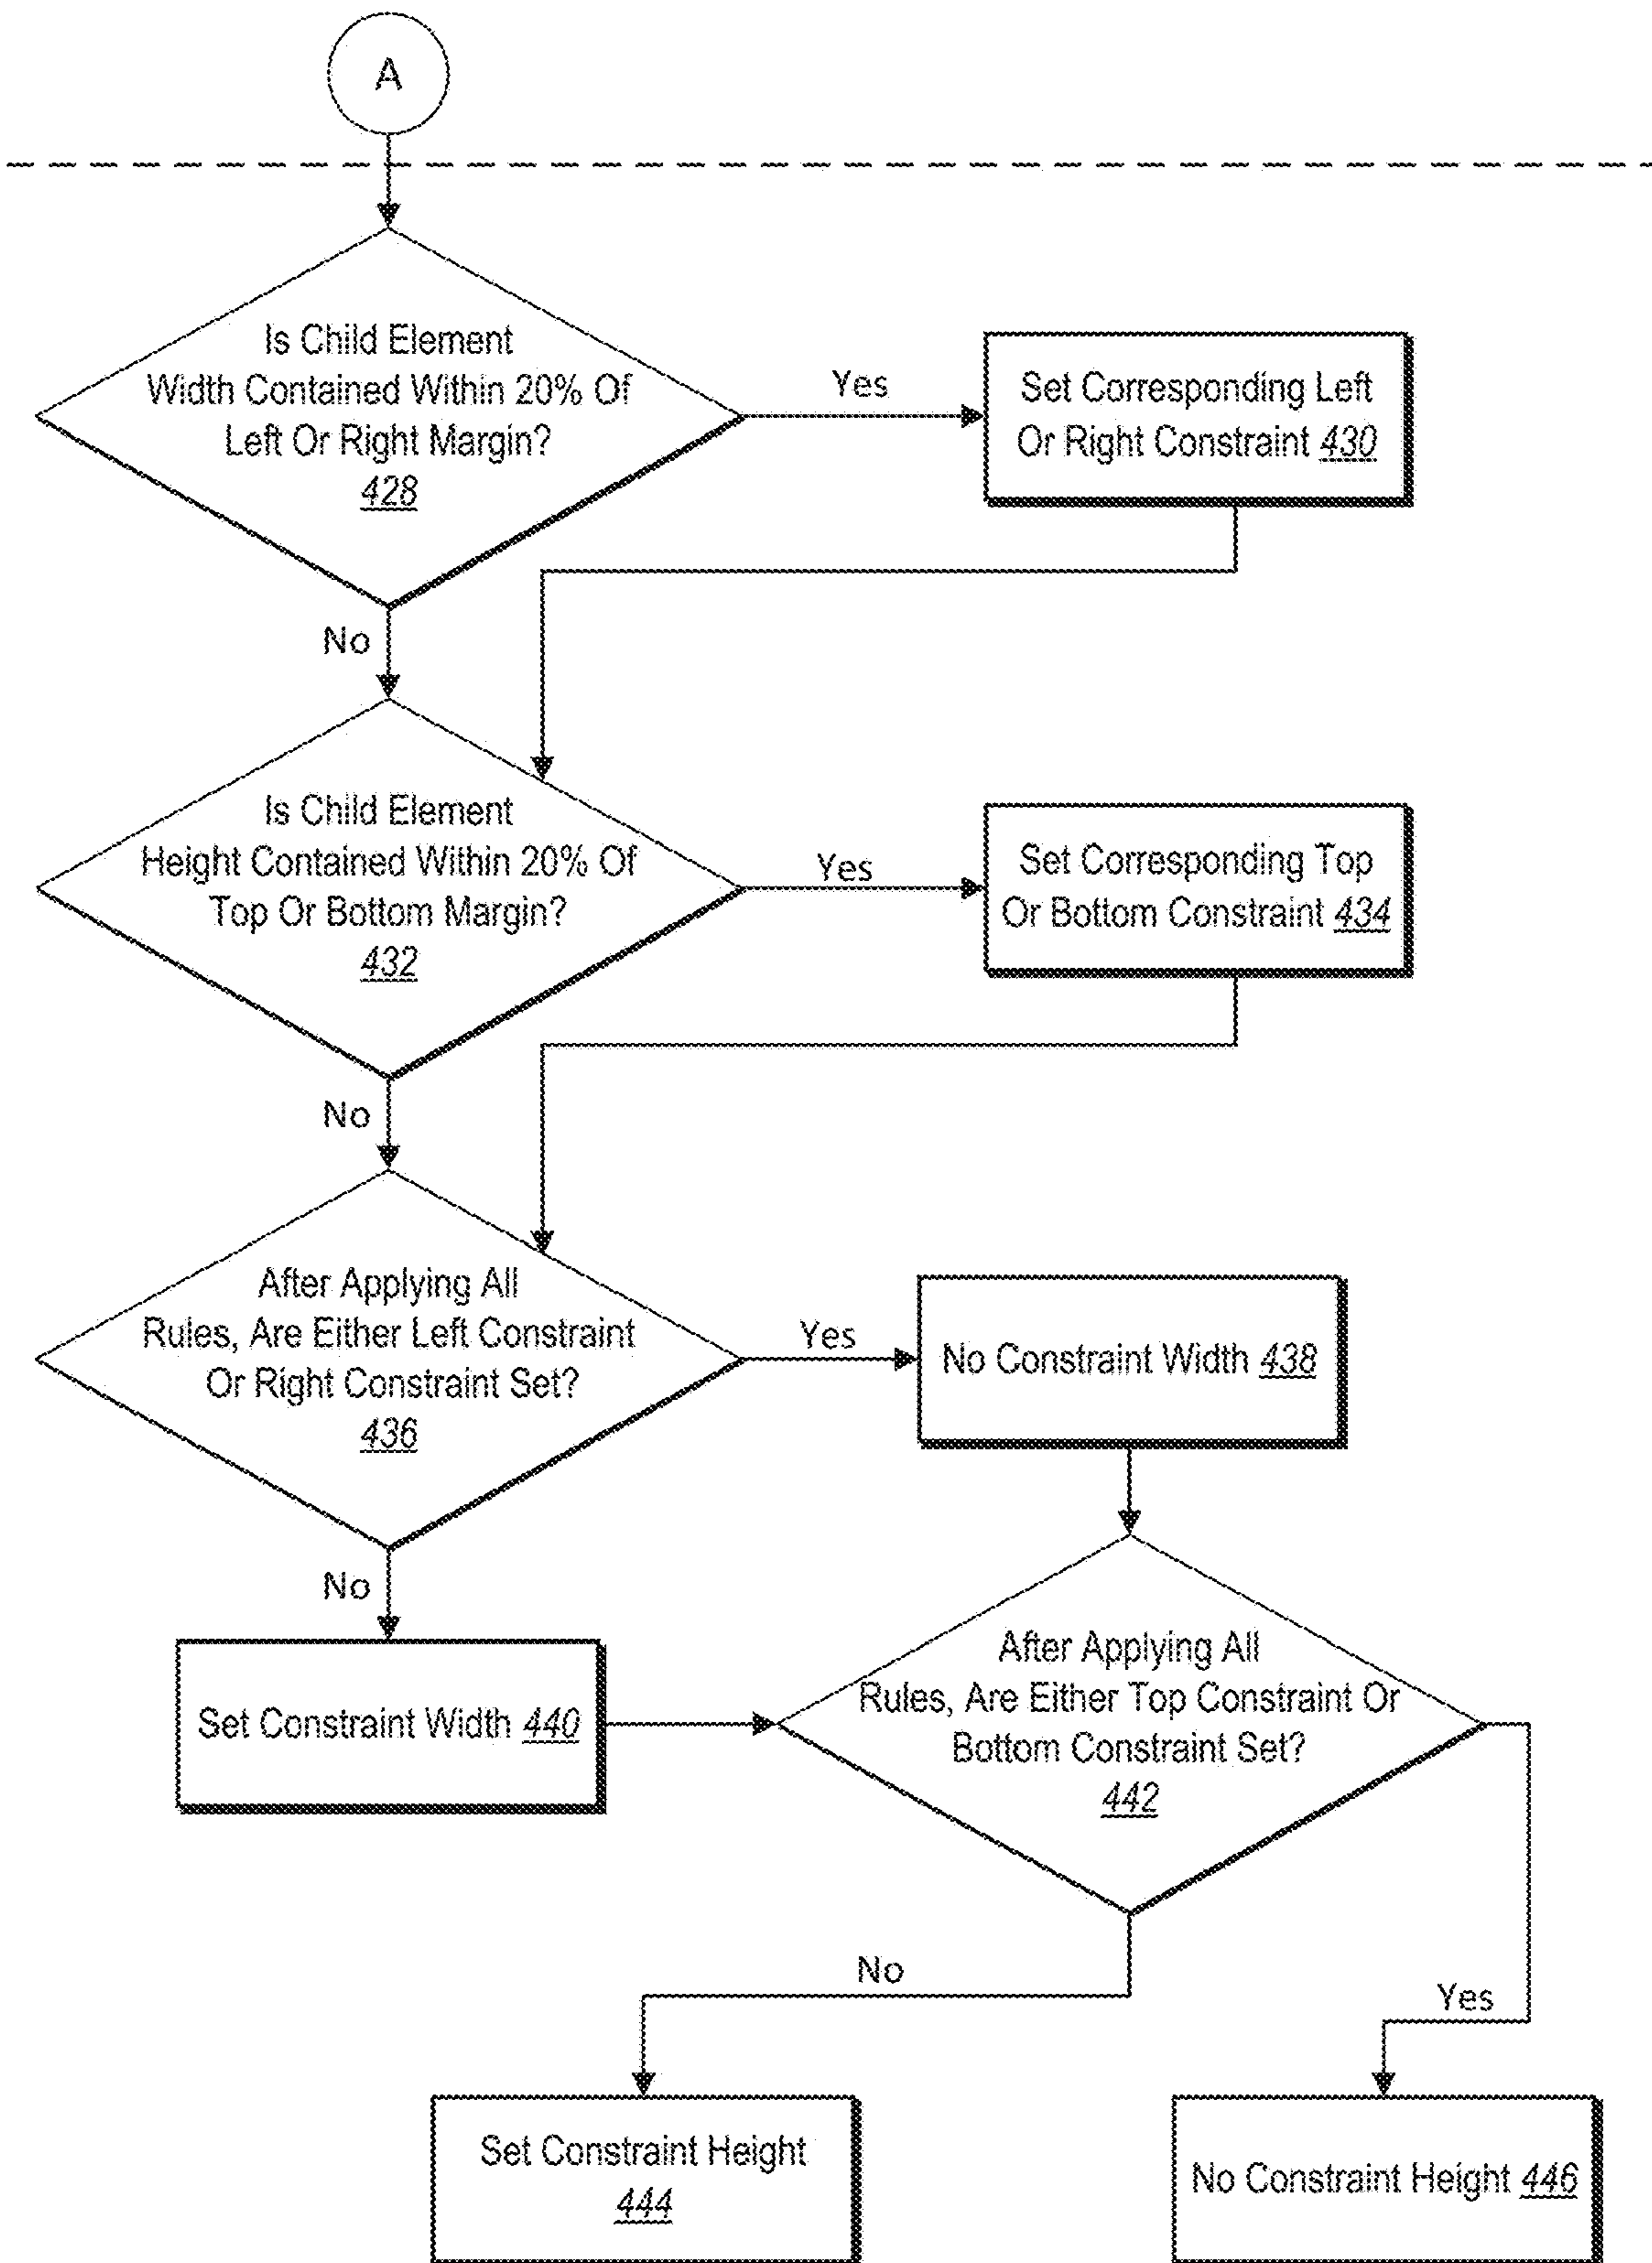 A
Is Child Element
Width Contained Within 20% Of
Left Or Right Margin?
428
Yes
Set Corresponding Left
Or Right Constraint 430
No
Is Child Element
Height Contained Within 20% Of
Top Or Bottom Margin?
432
Yes
Set Corresponding Top
Or Bottom Constraint 434
No
After Applying All
Rules, Are Either Left Constraint
Or Right Constraint Set?
436
Yes
No Constraint Width 438
No
Set Constraint Width 440
After Applying All
Rules, Are Either Top Constraint Or
Bottom Constraint Set?
442
No
Yes
Set Constraint Height
444
No Constraint Height 446